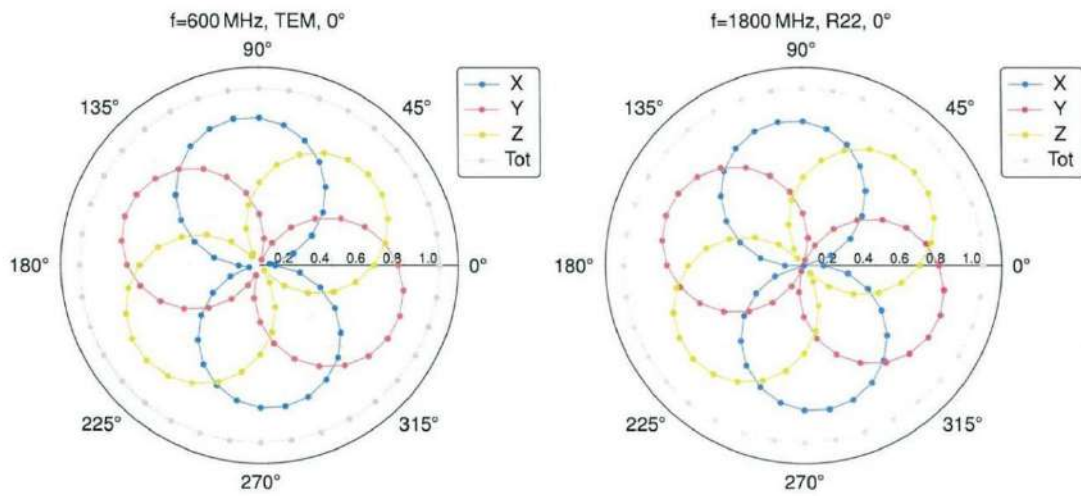 f=600 MHz, TEM, 0°
90°
135°
45°
X
Y
Z
Tot
180°
0.2 0.4 0.6 0.8 1.0
0°
225°
315°
270°
f=1800 MHz, R22, 0°
90°
135°
45°
X
Y
Z
Tot
180°
0.2 0.4 0.6 0.8 1.0
0°
225°
315°
270°